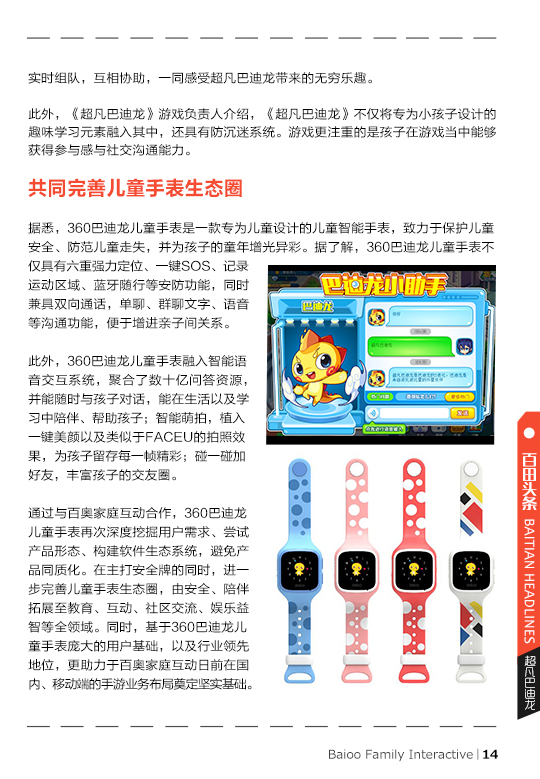 实时组队，互相协助，一同感受超凡巴迪龙带来的无穷乐趣。
此外，《超凡巴迪龙》游戏负责人介绍，《超凡巴迪龙》不仅将专为小孩子设计的
趣味学习元素融入其中，还具有防沉迷系统。游戏更注重的是孩子在游戏当中能够
获得参与感与社交沟通能力。
共同完善儿童手表生态圈
据悉，360巴迪龙儿童手表是一款专为儿童设计的儿童智能手表，致力于保护儿童
安全、防范儿童走失，并为孩子的童年增光异彩。据了解，360巴迪龙儿童手表不
仅具有六重强力定位、一键SOS、记录
运动区域、蓝牙随行等安防功能，同时
兼具双向通话，单聊、群聊文字、语音
等沟通功能，便于增进亲子间关系。
此外，360巴迪龙儿童手表融入智能语
音交互系统，聚合了数十亿问答资源，
并能随时与孩子对话，能在生活以及学
习中陪伴、帮助孩子；智能萌拍，植入
一键美颜以及类似于FACEU的拍照效
果，为孩子留存每一帧精彩；碰一碰加
好友，丰富孩子的交友圈。
通过与百奥家庭互动合作，360巴迪龙
儿童手表再次深度挖掘用户需求、尝试
产品形态、构建软件生态系统，避免产
品同质化。在主打安全牌的同时，进一
步完善儿童手表生态圈，由安全、陪伴
拓展至教育、互动、社区交流、娱乐益
智等全领域。同时，基于360巴迪龙儿
童手表庞大的用户基础，以及行业领先
地位，更助力于百奥家庭互动日前在国
内、移动端的手游业务布局奠定坚实基础。
巴迪龙小助手
巴迪龙
超凡巴迪龙
发送
百田头条 BAITIAN HEADLINES
超凡巴迪龙
Baioo Family Interactive | 14